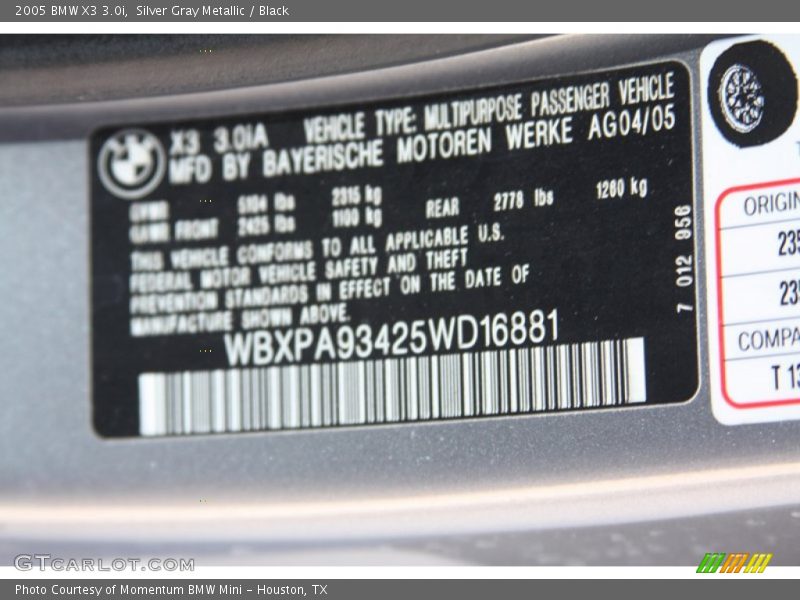 2005 BMW X3 3.0i,  Silver Gray Metallic / Black
X3 3.0IA VEHICLE TYPE: MULTIPURPOSE PASSENGER VEHICLE
MFD BY BAYERISCHE MOTOREN WERKE AG04/05
GVWR 5104 lbs 2315 kg
GAWR FRONT 2425 lbs 1100 kg REAR 2778 lbs 1260 kg
THIS VEHICLE CONFORMS TO ALL APPLICABLE U.S.
FEDERAL MOTOR VEHICLE SAFETY AND THEFT
PREVENTION STANDARDS IN EFFECT ON THE DATE OF
MANUFACTURE SHOWN ABOVE.
WBXPA93425WD16881
7 012 958
ORIGIN
235
235
COMPA
T 13
GTCARLOT.COM
Photo Courtesy of Momentum BMW Mini - Houston, TX